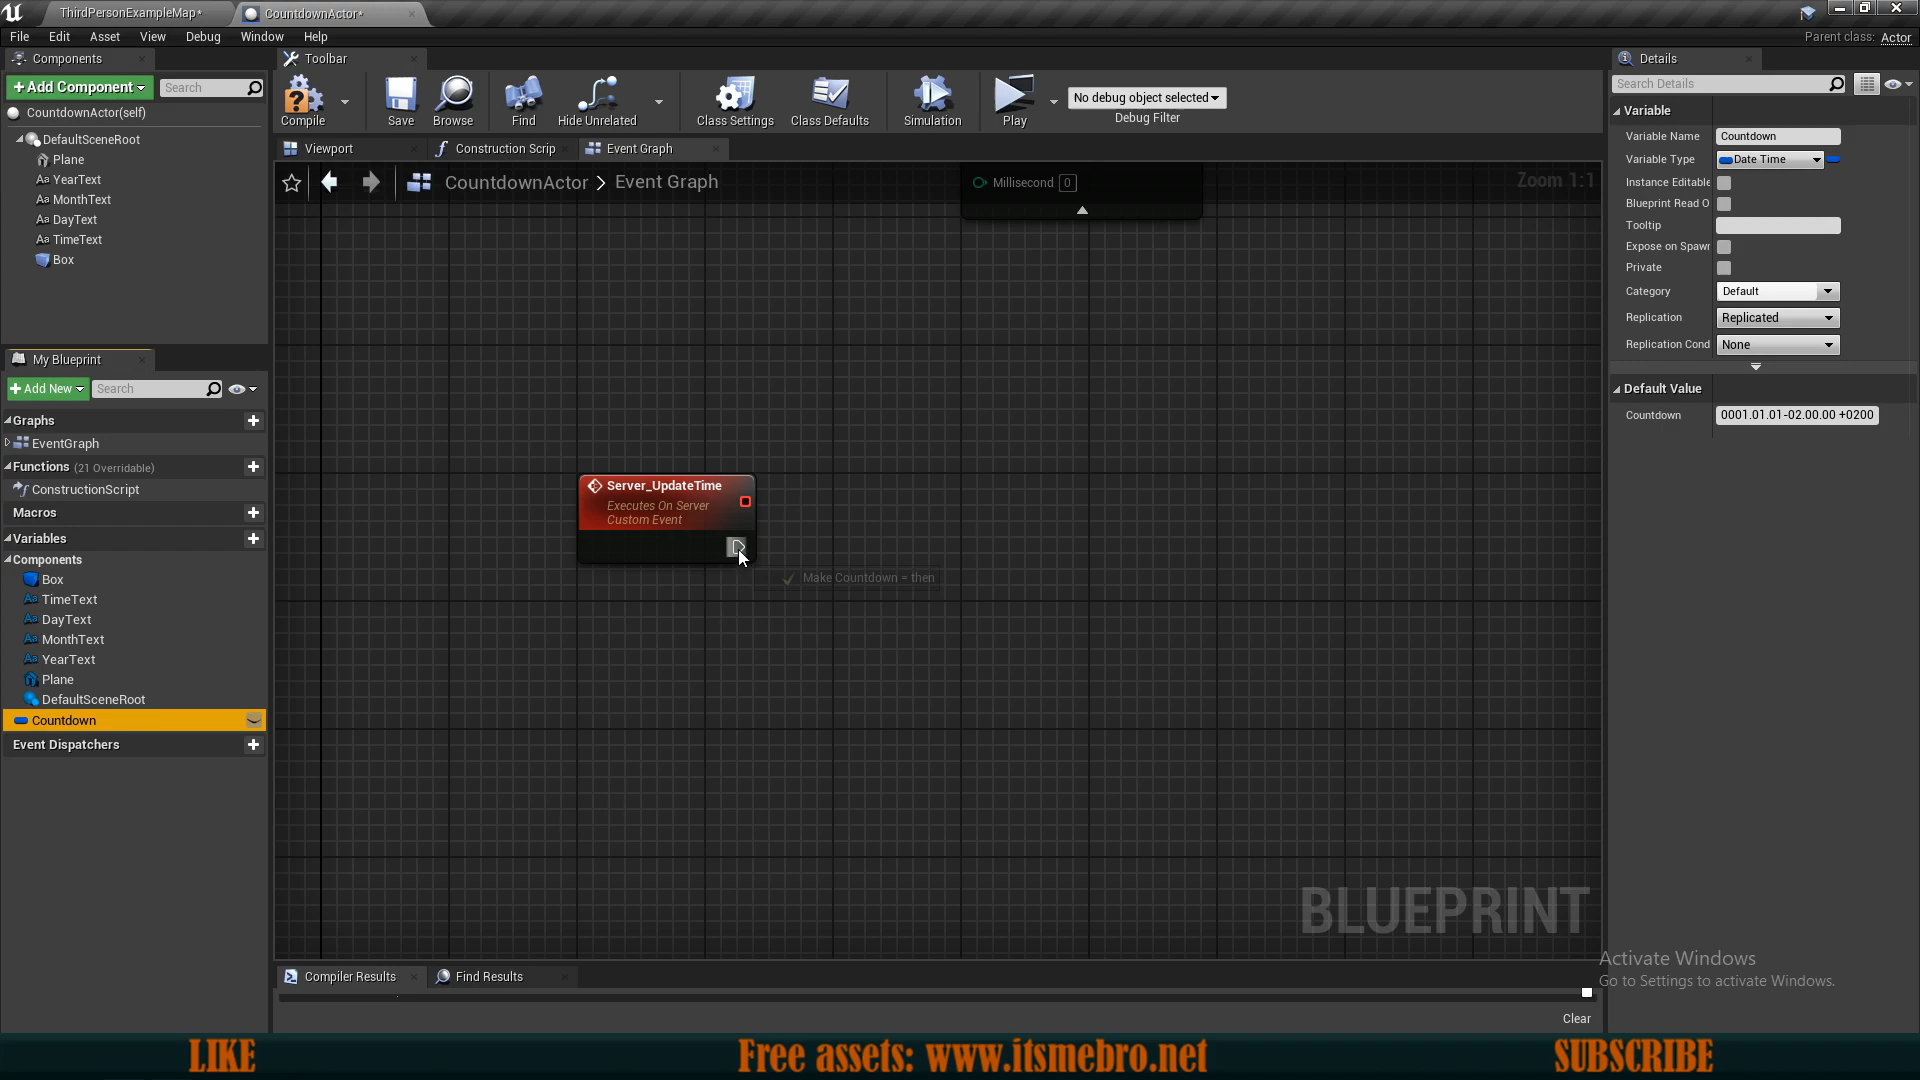 ThirdPersonExampleMap*
CountdownActor*
File Edit Asset View Debug Window Help
Parent class: Actor
Components
+Add Component
Search
CountdownActor(self)
DefaultSceneRoot
Plane
YearText
MonthText
DayText
TimeText
Box
Toolbar
Compile
Save
Browse
Find
Hide Unrelated
Class Settings
Class Defaults
Simulation
Play
No debug object selected
Debug Filter
Viewport
Construction Scrip
Event Graph
CountdownActor > Event Graph
Zoom 1:1
Millisecond 0
Server_UpdateTime
Executes On Server
Custom Event
Make Countdown = then
BLUEPRINT
My Blueprint
+Add New
Search
Graphs
EventGraph
Functions (21 Overridable)
ConstructionScript
Macros
Variables
Components
Box
TimeText
DayText
MonthText
YearText
Plane
DefaultSceneRoot
Countdown
Event Dispatchers
Compiler Results
Find Results
Clear
Details
Search Details
Variable
Variable Name Countdown
Variable Type Date Time
Instance Editable
Blueprint Read O
Tooltip
Expose on Spawn
Private
Category Default
Replication Replicated
Replication Cond None
Default Value
Countdown 0001.01.01-02.00.00 +0200
Activate Windows
Go to Settings to activate Windows.
LIKE
Free assets: www.itsmebro.net
SUBSCRIBE